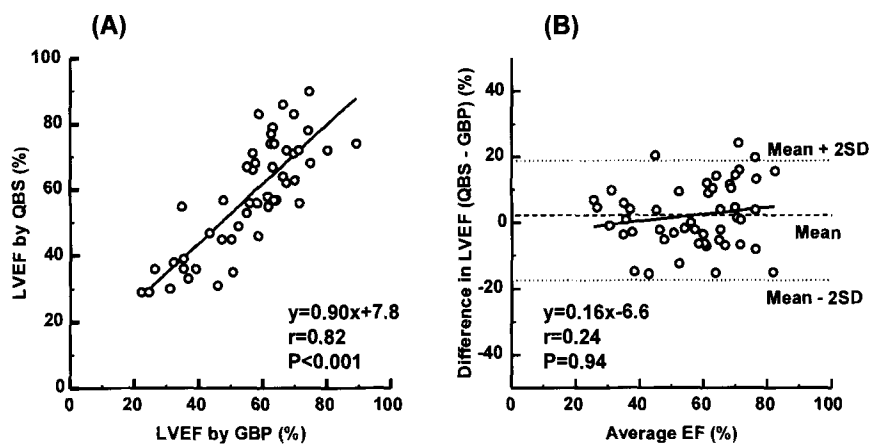 (A)
100
80
60
40
20
0
LVEF by QBS (%)
y=0.90x+7.8
r=0.82
P<0.001
0 20 40 60 80 100
LVEF by GBP (%)
(B)
40
20
0
-20
-40
Difference in LVEF (QBS - GBP) (%)
Mean + 2SD
Mean
Mean - 2SD
y=0.16x-6.6
r=0.24
P=0.94
0 20 40 60 80 100
Average EF (%)